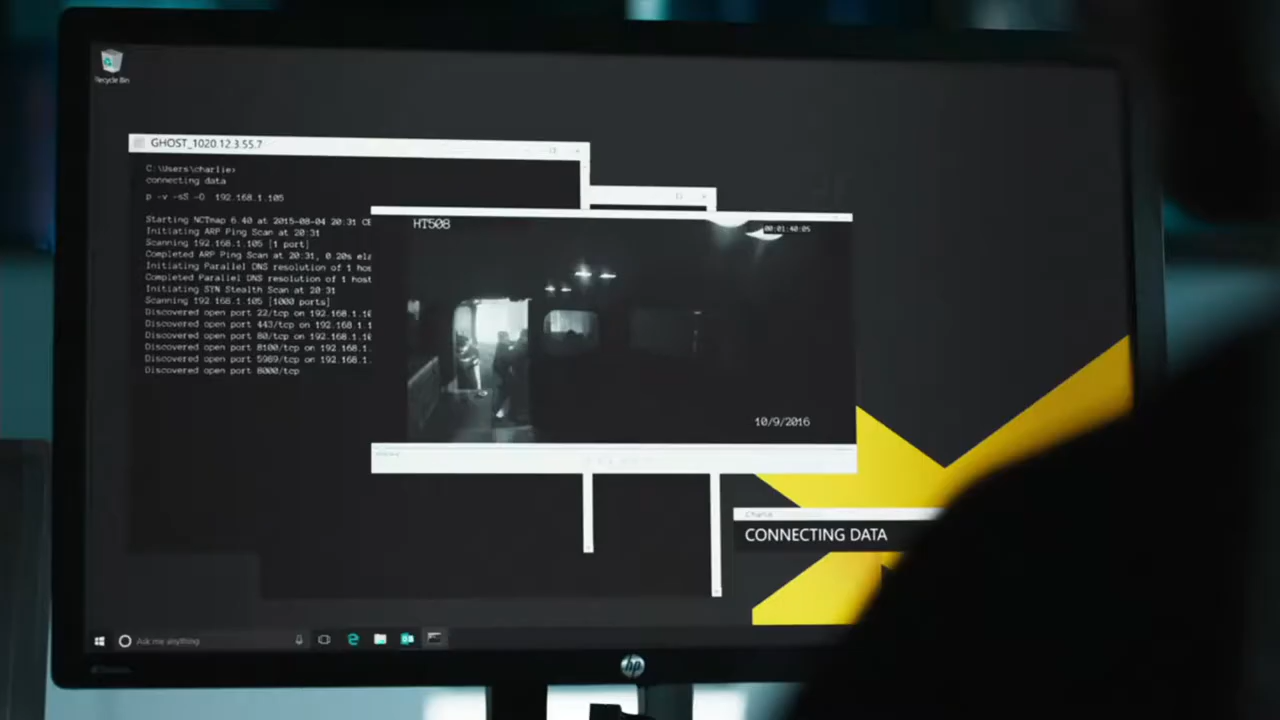 Recycle Bin
GHOST_1020.12.3.55.7
C:\Users\charlie>
connecting data
p -v -sS -O 192.168.1.105
Starting NCTmap 6.40 at 2015-08-04 20:31 CE
Initiating ARP Ping Scan at 20:31
Scanning 192.168.1.105 [1 port]
Completed ARP Ping Scan at 20:31, 0.20s ela
Initiating Parallel DNS resolution of 1 hos
Completed Parallel DNS resolution of 1 host
Initiating SYN Stealth Scan at 20:31
Scanning 192.168.1.105 [1000 ports]
Discovered open port 22/tcp on 192.168.1.10
Discovered open port 443/tcp on 192.168.1.1
Discovered open port 80/tcp on 192.168.1.10
Discovered open port 8100/tcp on 192.168.1.
Discovered open port 5989/tcp on 192.168.1.
Discovered open port 8000/tcp
HT508
00:01:40:05
10/9/2016
Charlie
CONNECTING DATA
Ask me anything
hp